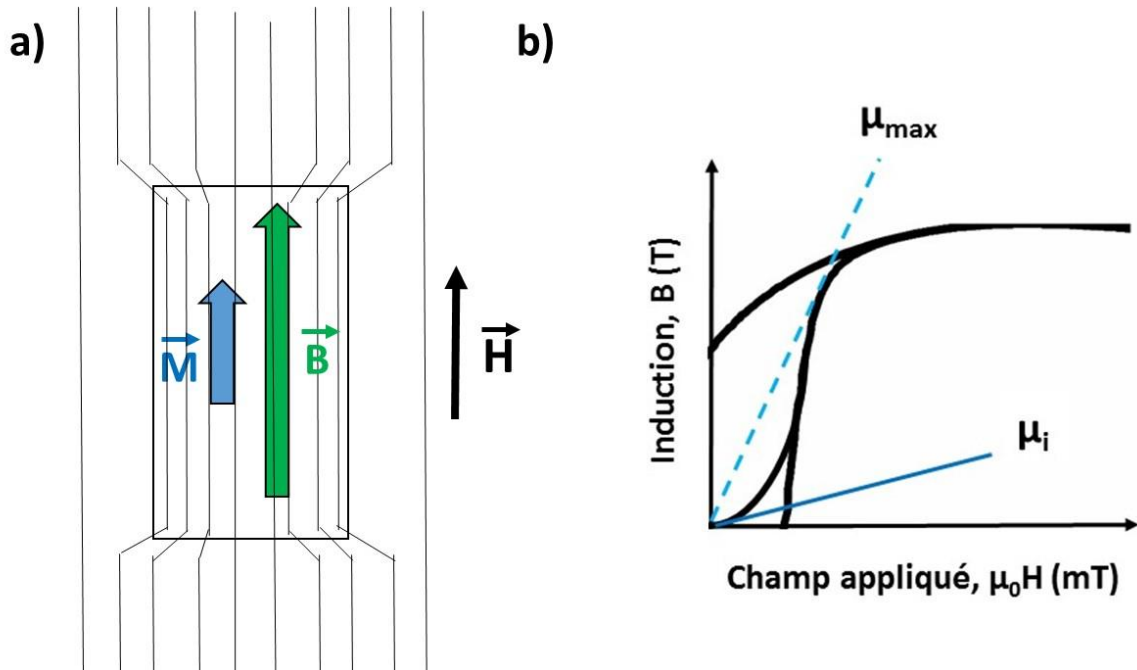 a)
M
B
H
b)
μmax
μi
Induction, B (T)
Champ appliqué, μ₀H (mT)